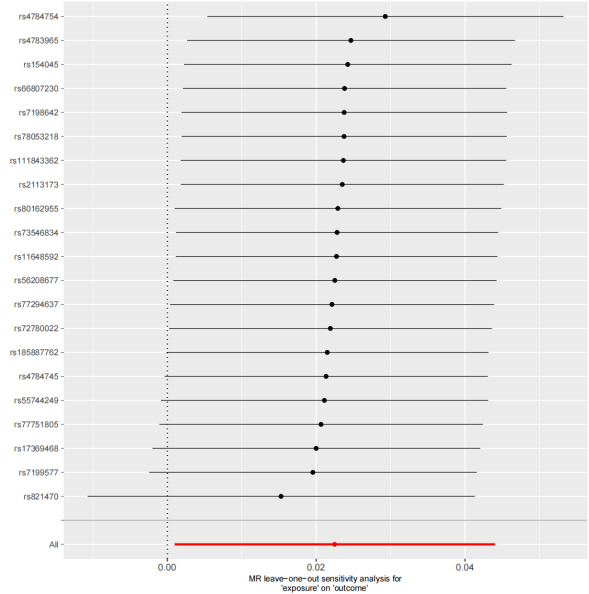 rs4784754
rs4783965
rs154045
rs66807230
rs7198642
rs78053218
rs111843362
rs2113173
rs80162955
rs73546834
rs11648592
rs56208677
rs77294637
rs72780022
rs185887762
rs4784745
rs55744249
rs77751805
rs17369468
rs7199577
rs821470
All
0.00 0.02 0.04
MR leave−one−out sensitivity analysis for
'exposure' on 'outcome'